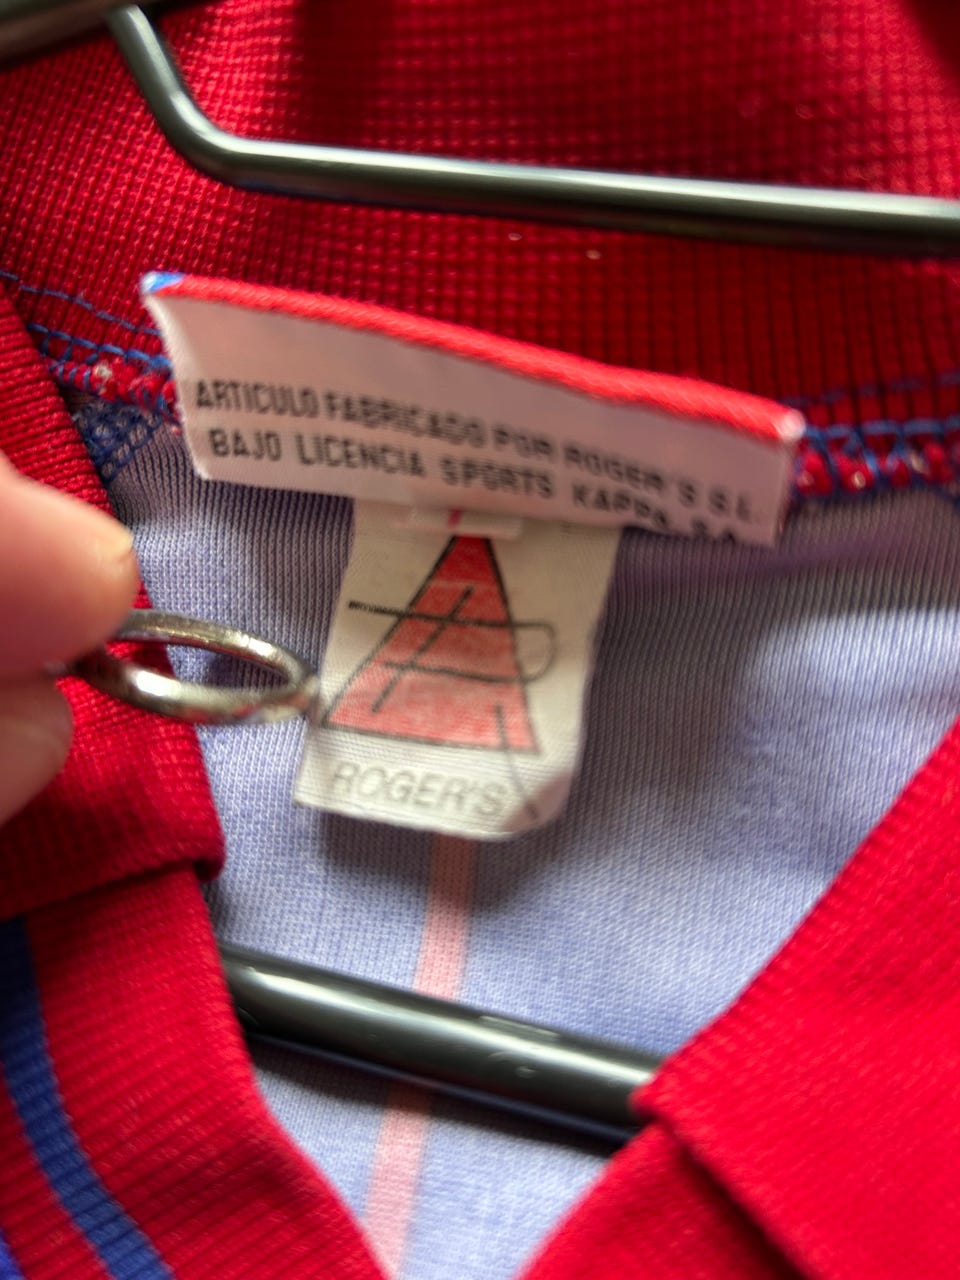 ARTICULO FABRICADO POR ROGER'S S.L.
BAJO LICENCIA SPORTS KAPPA, S.A.
ROGER'S